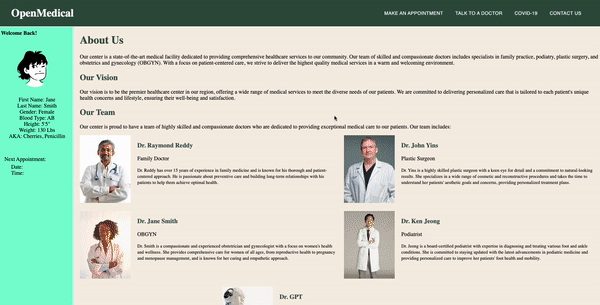 OpenMedical
MAKE AN APPOINTMENT TALK TO A DOCTOR COVID-19 CONTACT US
Welcome Back!
First Name: Jane
Last Name: Smith
Gender: Female
Blood Type: AB
Height: 5'5"
Weight: 130 Lbs
AKA: Cherries, Penicillin
Next Appointment:
Date:
Time:
About Us
Our center is a state-of-the-art medical facility dedicated to providing comprehensive healthcare services to our community. Our team of skilled and compassionate doctors includes specialists in family practice, podiatry, plastic surgery, and
obstetrics and gynecology (OBGYN). With a focus on patient-centered care, we strive to deliver the highest quality medical services in a warm and welcoming environment.
Our Vision
Our vision is to be the premier healthcare center in our region, offering a wide range of medical services to meet the diverse needs of our patients. We are committed to delivering personalized care that is tailored to each patient's unique
health concerns and lifestyle, ensuring their well-being and satisfaction.
Our Team
Our center is proud to have a team of highly skilled and compassionate doctors who are dedicated to providing exceptional medical care to our patients. Our team includes:
Dr. Raymond Reddy
Family Doctor
Dr. Reddy has over 15 years of experience in family medicine and is known for his thorough and patient-
centered approach. He is passionate about preventive care and building long-term relationships with his
patients to help them achieve optimal health.
Dr. John Yins
Plastic Surgeon
Dr. Yins is a highly skilled plastic surgeon with a keen eye for detail and a commitment to natural-looking
results. She specializes in a wide range of cosmetic and reconstructive procedures and takes the time to
understand her patients' aesthetic goals and concerns, providing personalized treatment plans.
Dr. Jane Smith
OBGYN
Dr. Smith is a compassionate and experienced obstetrician and gynecologist with a focus on women's health
and wellness. She provides comprehensive care for women of all ages, from reproductive health to pregnancy
and menopause management, and is known for her caring and empathetic approach.
Dr. Ken Jeong
Podiatrist
Dr. Jeong is a board-certified podiatrist with expertise in diagnosing and treating various foot and ankle
conditions. She is committed to staying updated with the latest advancements in podiatric medicine and
providing personalized care to improve her patients' foot health and mobility.
Dr. GPT